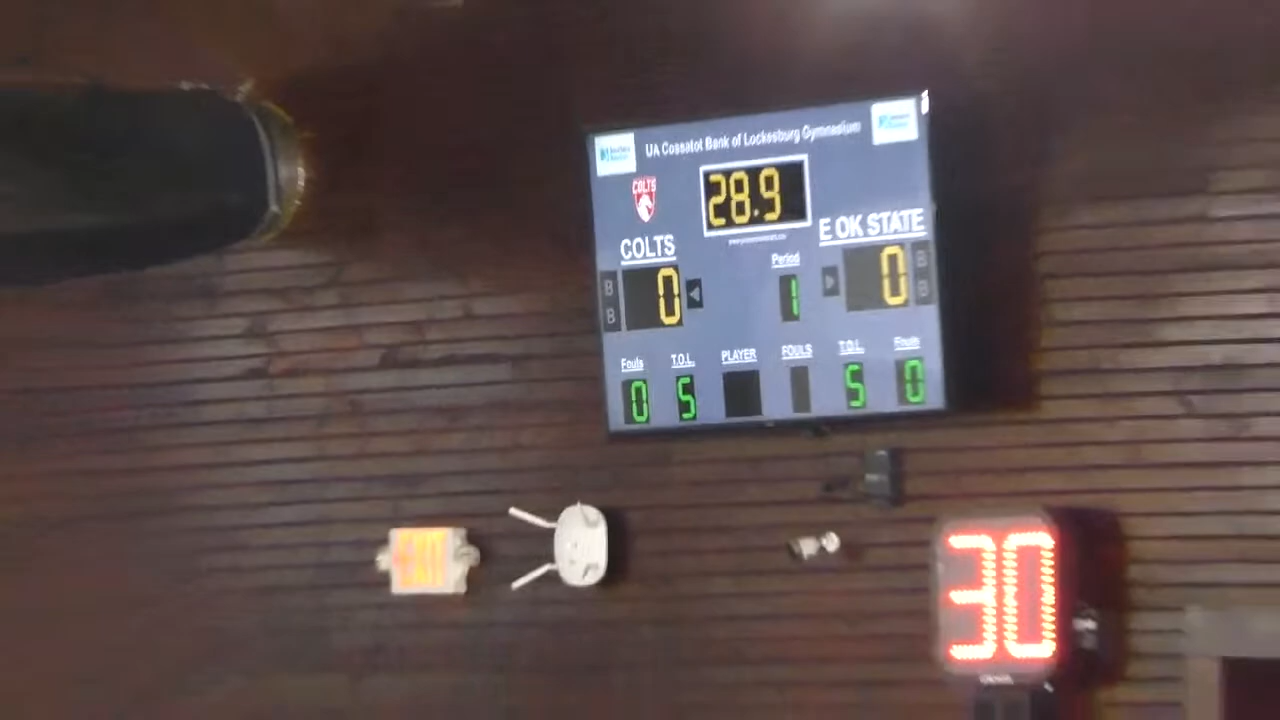 UA Cossatot Bank of Lockesburg Gymnasium
COLTS
28.9
COLTS
E OK STATE
Period
B
B
0
1
0
B
B
Fouls
T.O.L.
PLAYER
FOULS
T.O.L.
Fouls
0
5
5
0
EXIT
30